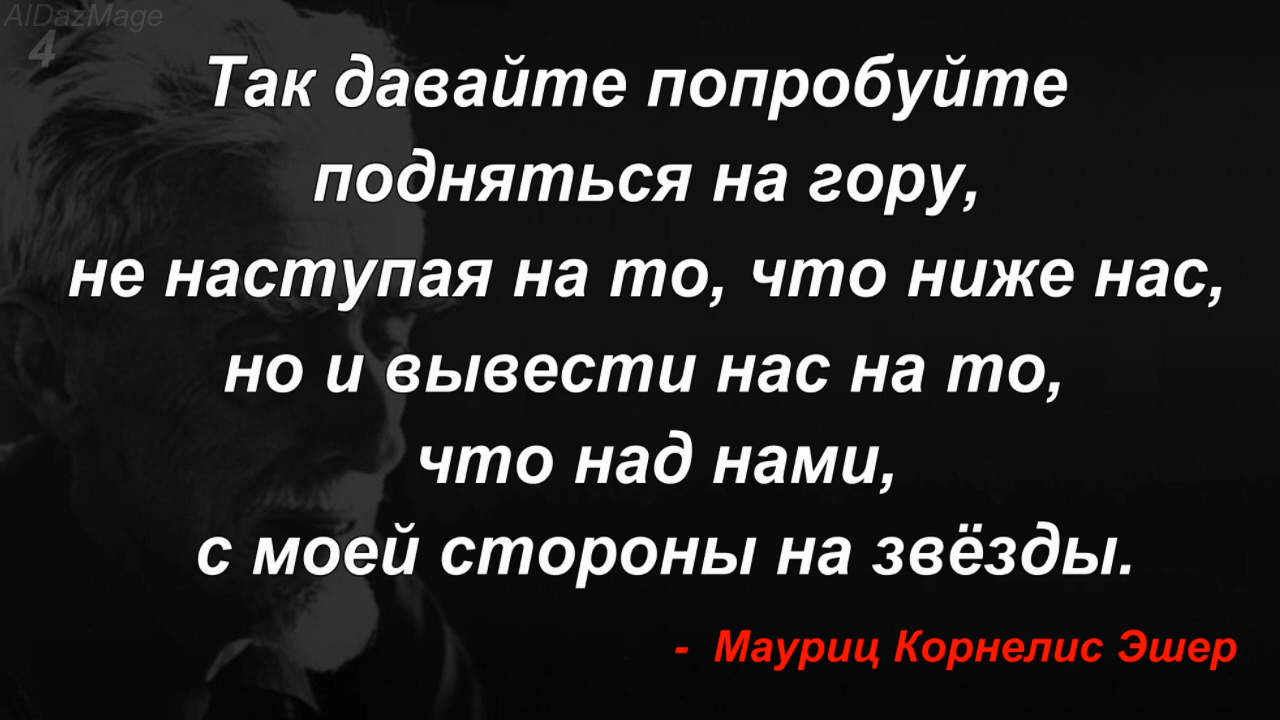 AlDazMage
4
Так давайте попробуйте
подняться на гору,
не наступая на то, что ниже нас,
но и вывести нас на то,
что над нами,
с моей стороны на звёзды.
- Мауриц Корнелис Эшер